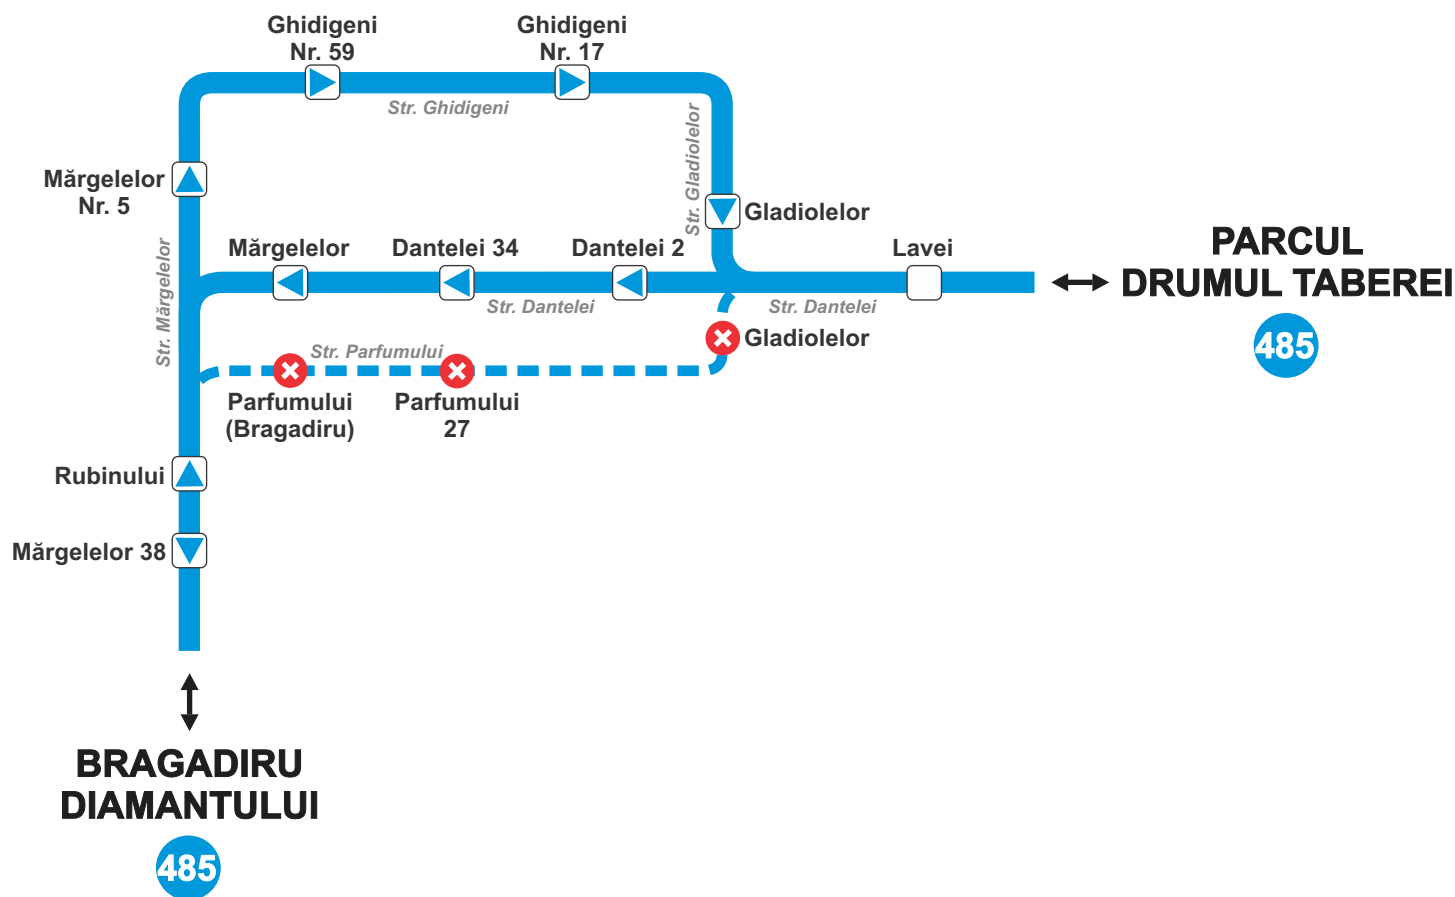 Ghidigeni
Nr. 59
Ghidigeni
Nr. 17
Str. Ghidigeni
Str. Gladiolelor
Mărgelelor
Nr. 5
Gladiolelor
Str. Mărgelelor
Mărgelelor
Dantelei 34
Dantelei 2
Lavei
PARCUL
DRUMUL TABEREI
485
Str. Dantelei
Str. Dantelei
Gladiolelor
Str. Parfumului
Parfumului
(Bragadiru)
Parfumului
27
Rubinului
Mărgelelor 38
BRAGADIRU
DIAMANTULUI
485